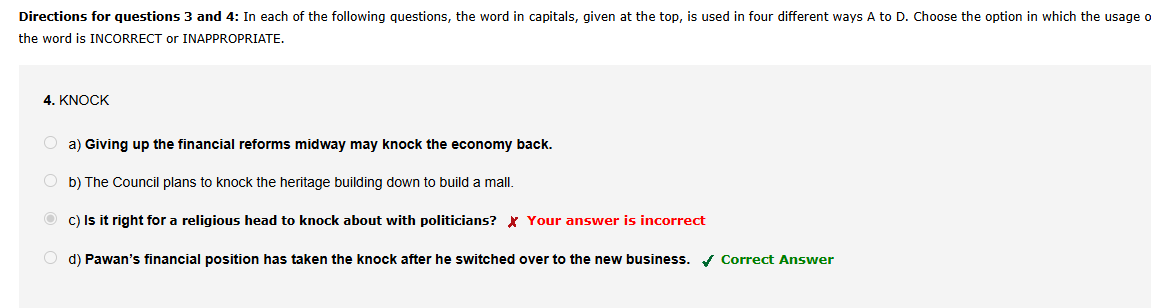 Directions for questions 3 and 4: In each of the following questions, the word in capitals, given at the top, is used in four different ways A to D. Choose the option in which the usage o
the word is INCORRECT or INAPPROPRIATE.
4. KNOCK
a) Giving up the financial reforms midway may knock the economy back.
b) The Council plans to knock the heritage building down to build a mall.
c) Is it right for a religious head to knock about with politicians? ✗ Your answer is incorrect
d) Pawan’s financial position has taken the knock after he switched over to the new business. ✓ Correct Answer